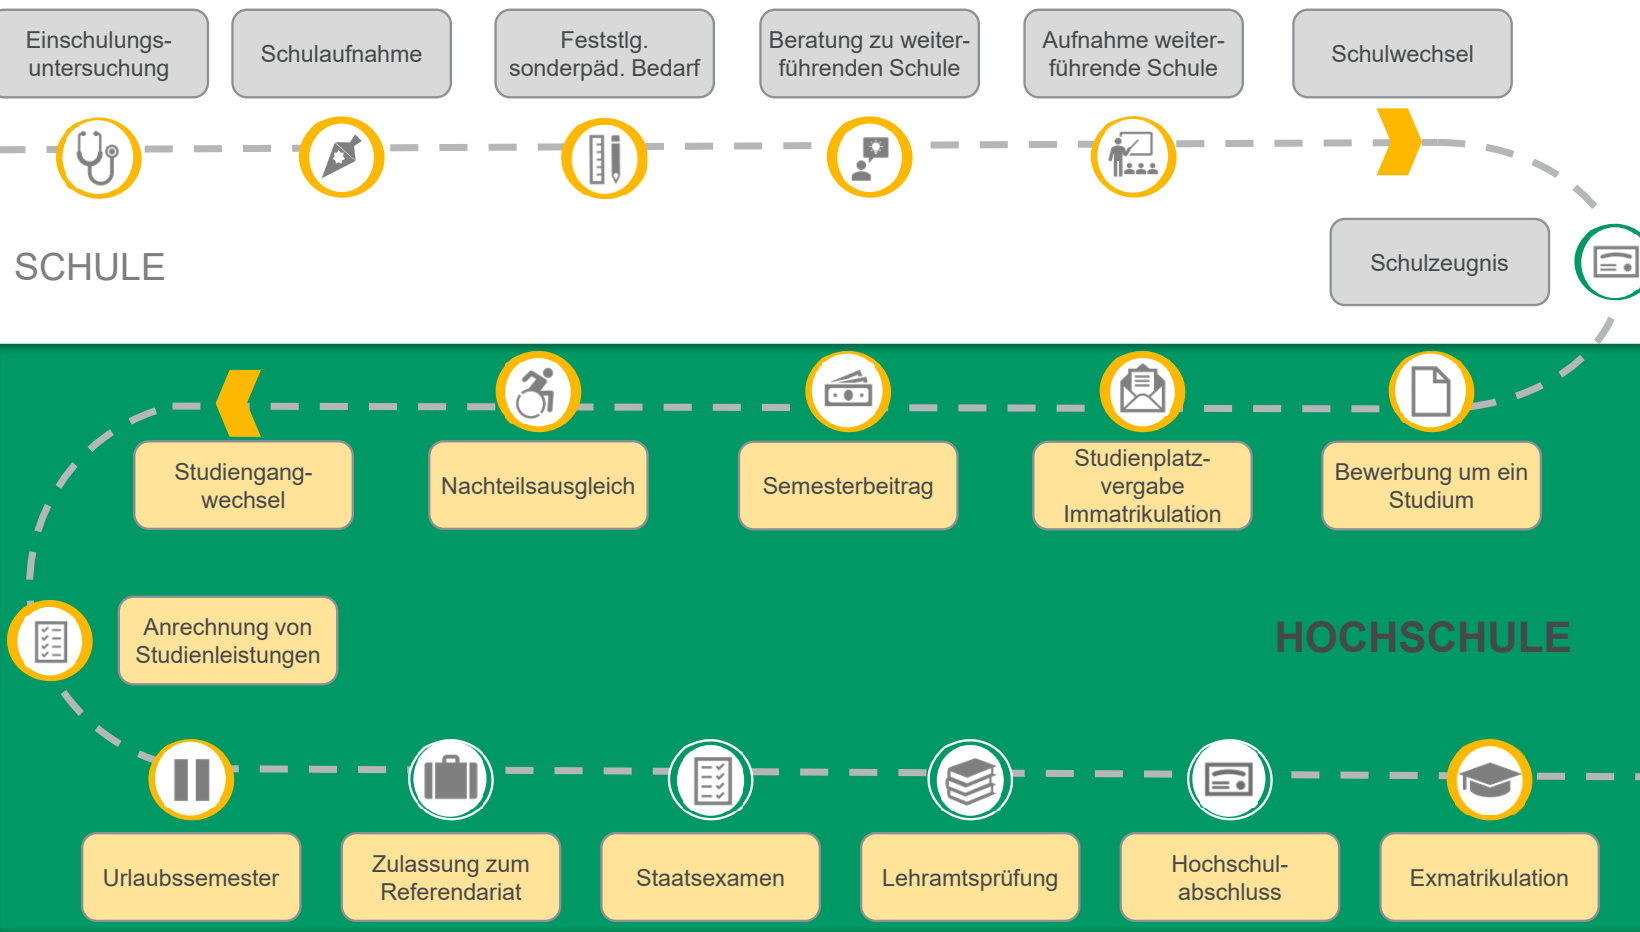 Einschulungs-
untersuchung
Schulaufnahme
Feststlg.
sonderpäd. Bedarf
Beratung zu weiter-
führenden Schule
Aufnahme weiter-
führende Schule
Schulwechsel
SCHULE
Schulzeugnis
Studiengang-
wechsel
Nachteilsausgleich
Semesterbeitrag
Studienplatz-
vergabe
Immatrikulation
Bewerbung um ein
Studium
Anrechnung von
Studienleistungen
HOCHSCHULE
Urlaubssemester
Zulassung zum
Referendariat
Staatsexamen
Lehramtsprüfung
Hochschul-
abschluss
Exmatrikulation